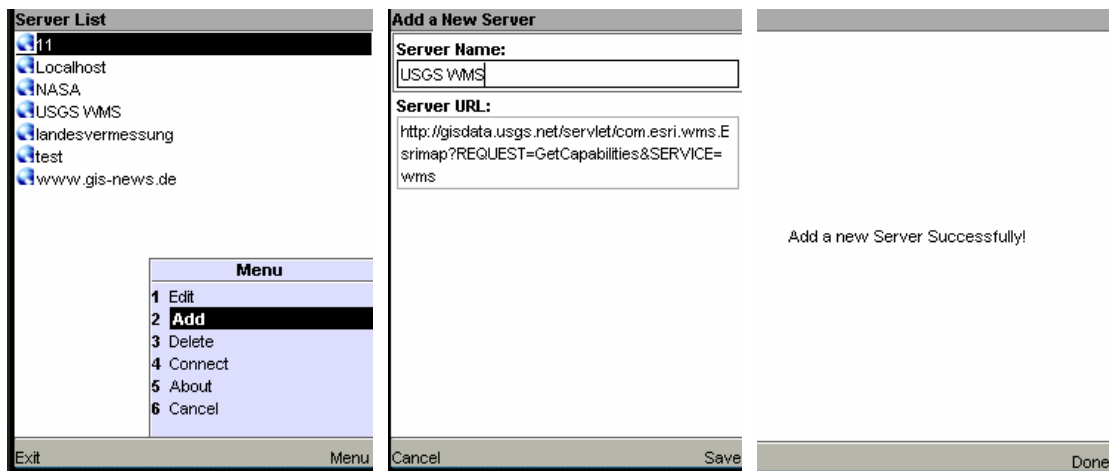 Server List
11
Localhost
NASA
USGS WMS
landesvermessung
test
www.gis-news.de
Menu
1 Edit
2 Add
3 Delete
4 Connect
5 About
6 Cancel
Exit Menu
Add a New Server
Server Name:
USGS WMS
Server URL:
http://gisdata.usgs.net/servlet/com.esri.wms.E
srimap?REQUEST=GetCapabilities&SERVICE=
wms
Cancel Save
Add a new Server Successfully!
Done